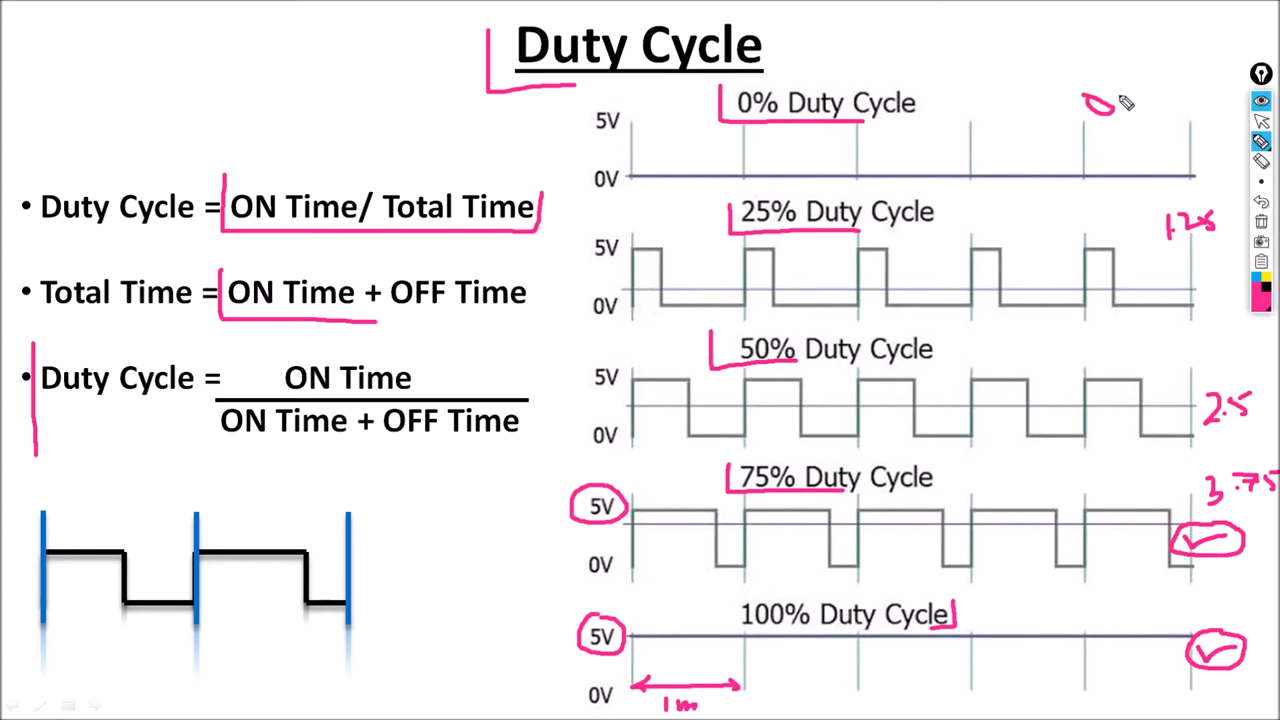 Duty Cycle
• Duty Cycle = ON Time/ Total Time
• Total Time = ON Time + OFF Time
• Duty Cycle = ON Time
ON Time + OFF Time
0% Duty Cycle
5V
0V
0
25% Duty Cycle
5V
0V
1.25
50% Duty Cycle
5V
0V
2.5
75% Duty Cycle
5V
0V
3.75
100% Duty Cycle
5V
0V
1m